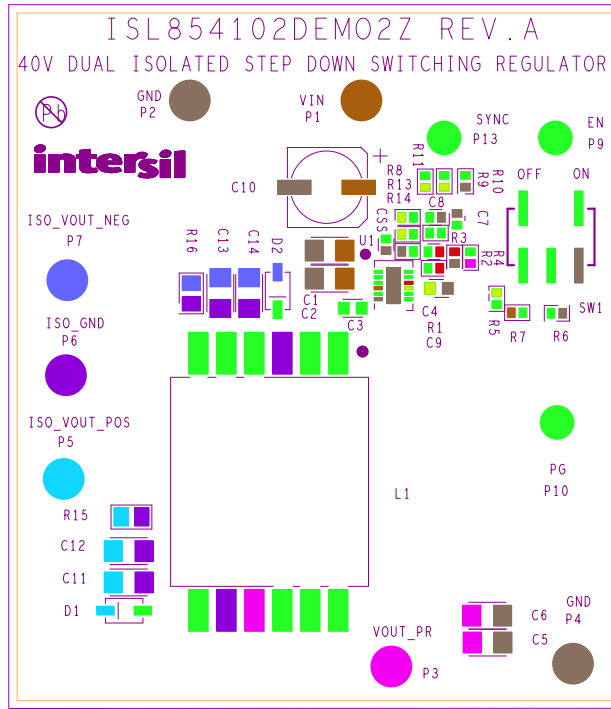 ISL854102DEMO2Z REV.A
40V DUAL ISOLATED STEP DOWN SWITCHING REGULATOR
GND
P2
VIN
P1
SYNC
P13
EN
P9
Pb
intersil
C10
R8
R13
R14
R11
R9
R10
OFF
ON
ISO_VOUT_NEG
P7
R16
C13
C14
D2
U1
CSS
C8
C7
R3
R2
R4
C1
C2
C3
C4
R1
C9
R5
R7
R6
SW1
ISO_GND
P6
ISO_VOUT_POS
P5
L1
PG
P10
R15
C12
C11
D1
VOUT_PR
P3
C6
C5
GND
P4